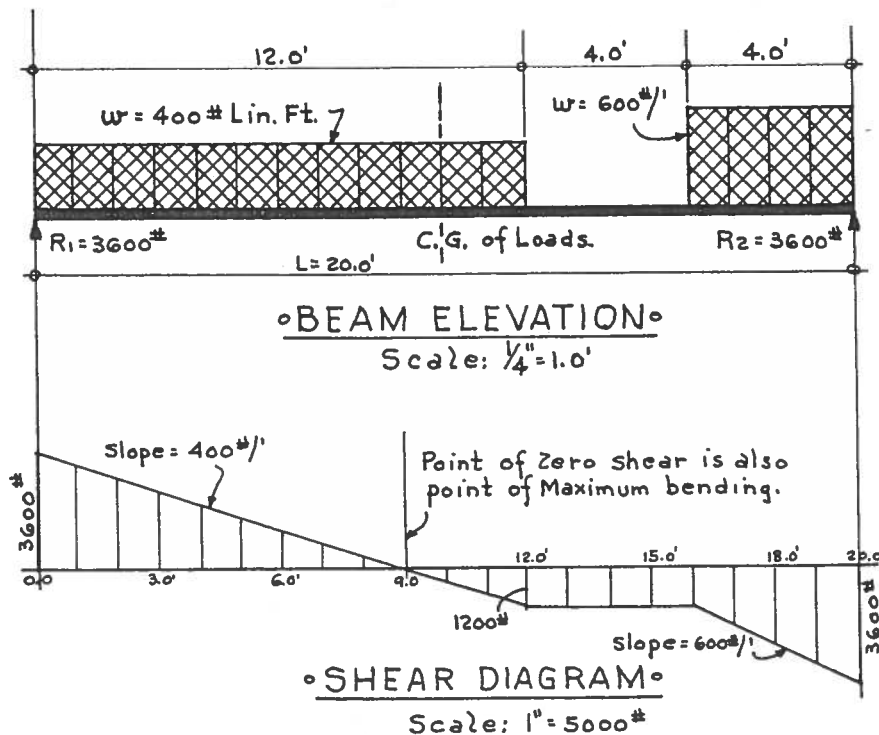 12.0'
4.0'
4.0'
w = 400# Lin. Ft.
w = 600#/'
R1 = 3600#
C.G. of Loads.
R2 = 3600#
L = 20.0'
BEAM ELEVATION
Scale: 1/4" = 1.0'
Slope = 400#/'
Point of Zero shear is also
point of Maximum bending.
3600#
0.0
3.0'
6.0'
9.0
12.0'
15.0'
18.0'
20.0'
1200#
3600#
Slope = 600#/'
SHEAR DIAGRAM
Scale: 1" = 5000#